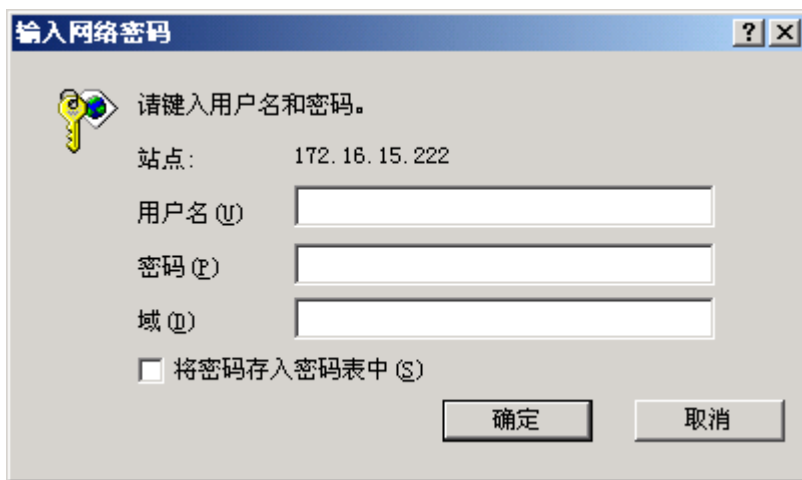 输入网络密码
请键入用户名和密码。
站点: 172.16.15.222
用户名(U)
密码(P)
域(D)
将密码存入密码表中(S)
确定 取消